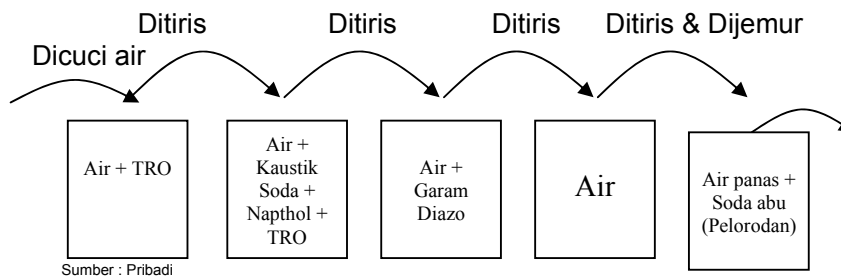 Ditiris
Ditiris
Ditiris
Ditiris & Dijemur
Dicuci air
Air + TRO
Air +
Kaustik
Soda +
Napthol +
TRO
Air +
Garam
Diazo
Air
Air panas +
Soda abu
(Pelorodan)
Sumber : Pribadi